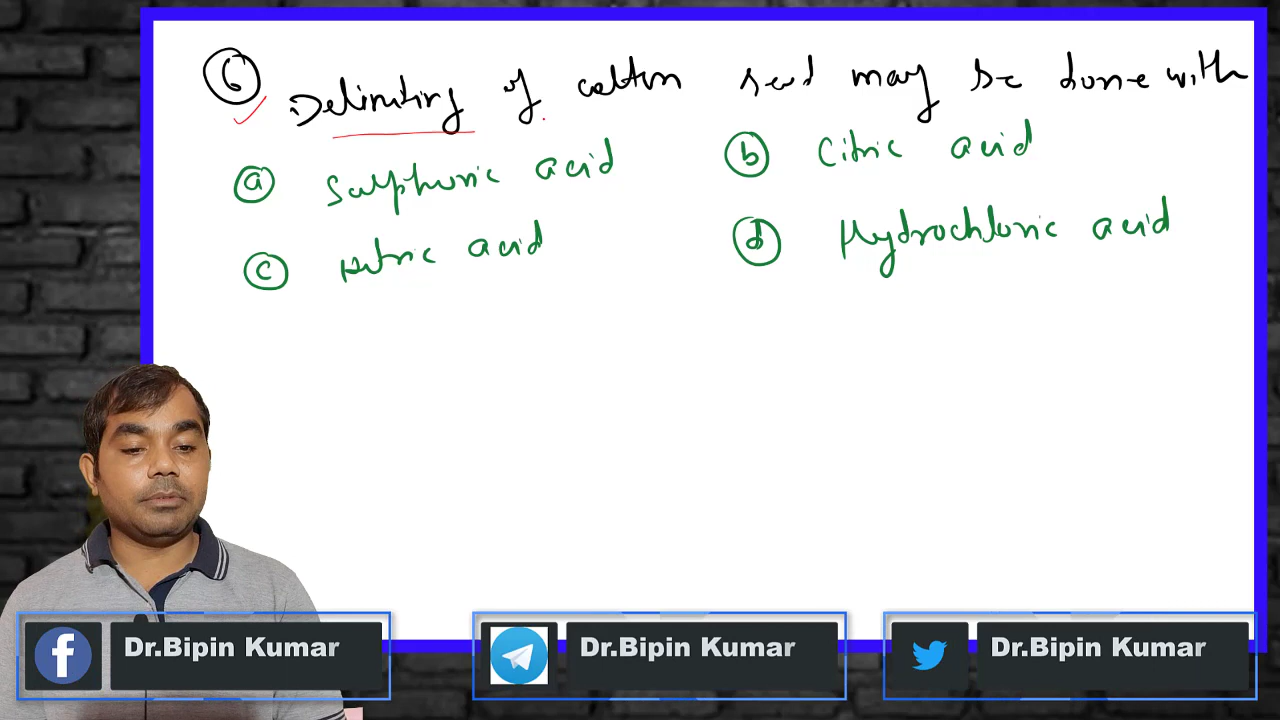 6 Delinting of cotton seed may be done with
a Sulphuric acid b Citric acid
c Nitric acid d Hydrochloric acid
f Dr.Bipin Kumar Dr.Bipin Kumar Dr.Bipin Kumar